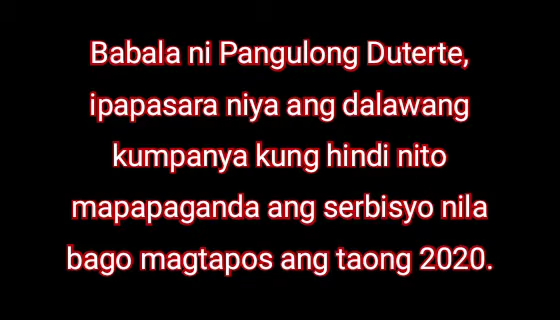 Babala ni Pangulong Duterte,
ipapasara niya ang dalawang
kumpanya kung hindi nito
mapapaganda ang serbisyo nila
bago magtapos ang taong 2020.